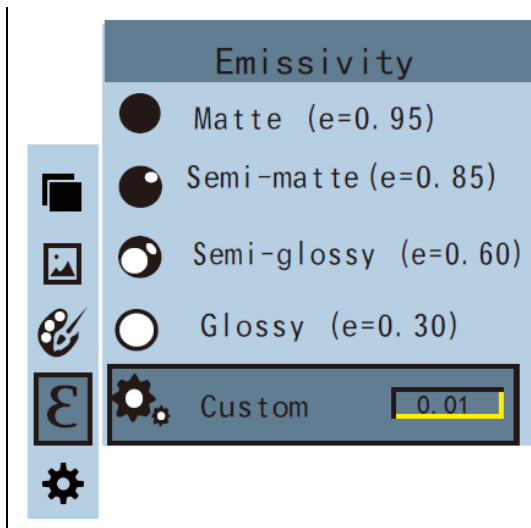 Emissivity
Matte (e=0.95)
Semi-matte(e=0.85)
Semi-glossy (e=0.60)
Glossy (e=0.30)
ε
Custom 0.01